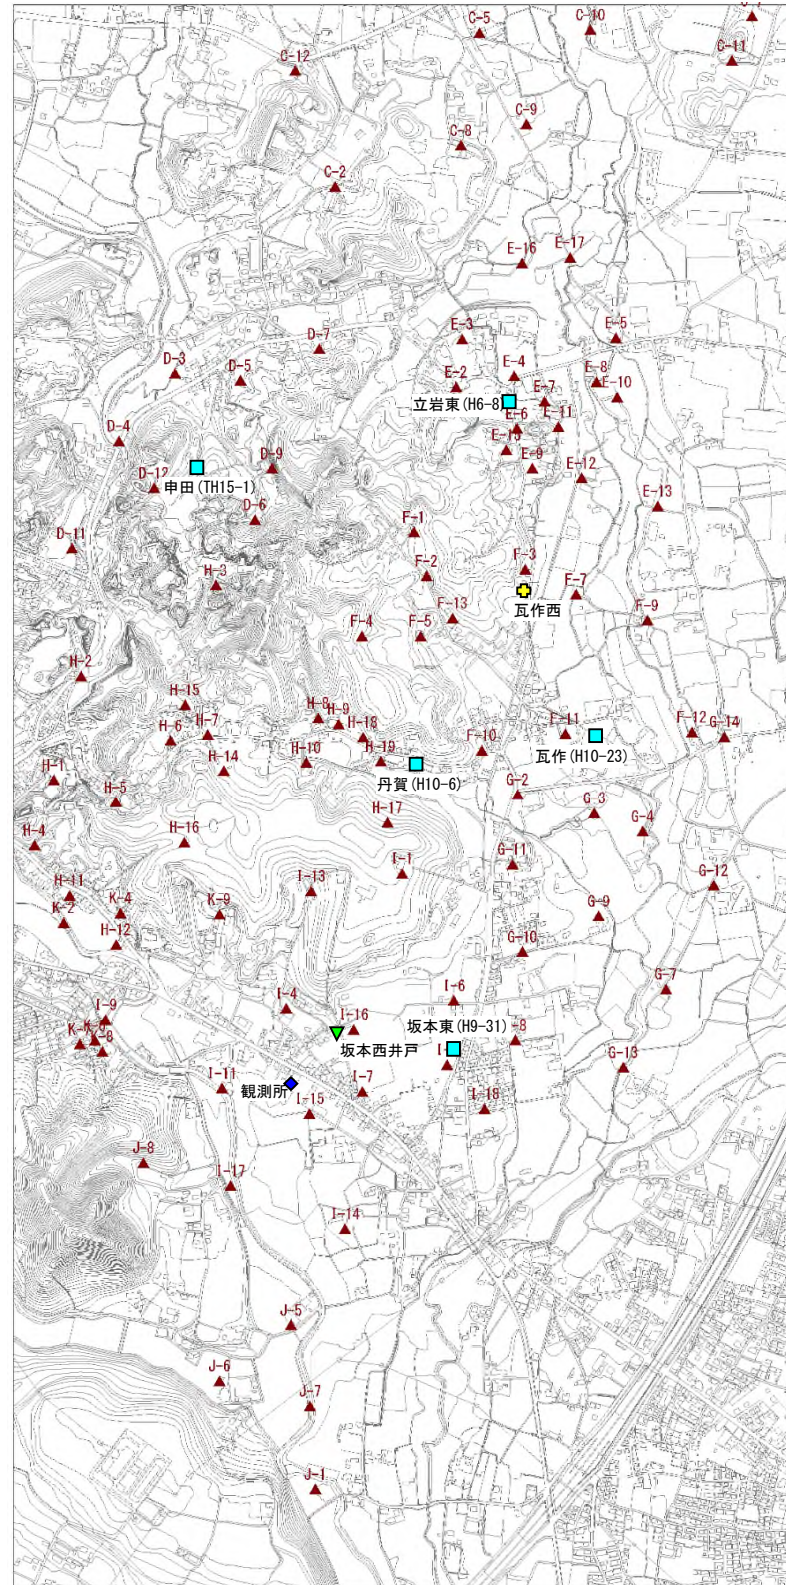 C-5
C-10
C-11
C-12
C-9
C-8
C-2
E-17
E-16
E-5
E-3
D-7
D-3
D-5
E-4
E-2
E-8
E-7
E-10
立岩東(H6-8)
E-6
E-11
D-4
E-15
D-9
E-9
E-12
申田(TH15-1)
D-12
E-13
D-6
F-1
D-11
F-3
F-2
H-3
F-7
瓦作西
F-13
F-9
F-4
F-5
H-2
H-15
H-8
H-9
H-7
H-6
H-18
F-11
F-12
G-14
F-10
H-10
H-19
瓦作(H10-23)
H-14
丹賀(H10-6)
H-1
G-2
H-5
G-3
H-17
G-4
H-4
H-16
G-11
I-1
I-13
G-12
H-11
K-4
K-9
K-2
G-9
H-12
G-10
G-7
I-6
I-4
I-9
I-16
坂本東(H9-31)
坂本西井戸
K-8
G-13
観測所
I-11
I-7
I-15
I-18
J-8
I-17
I-14
J-5
J-6
J-7
J-1